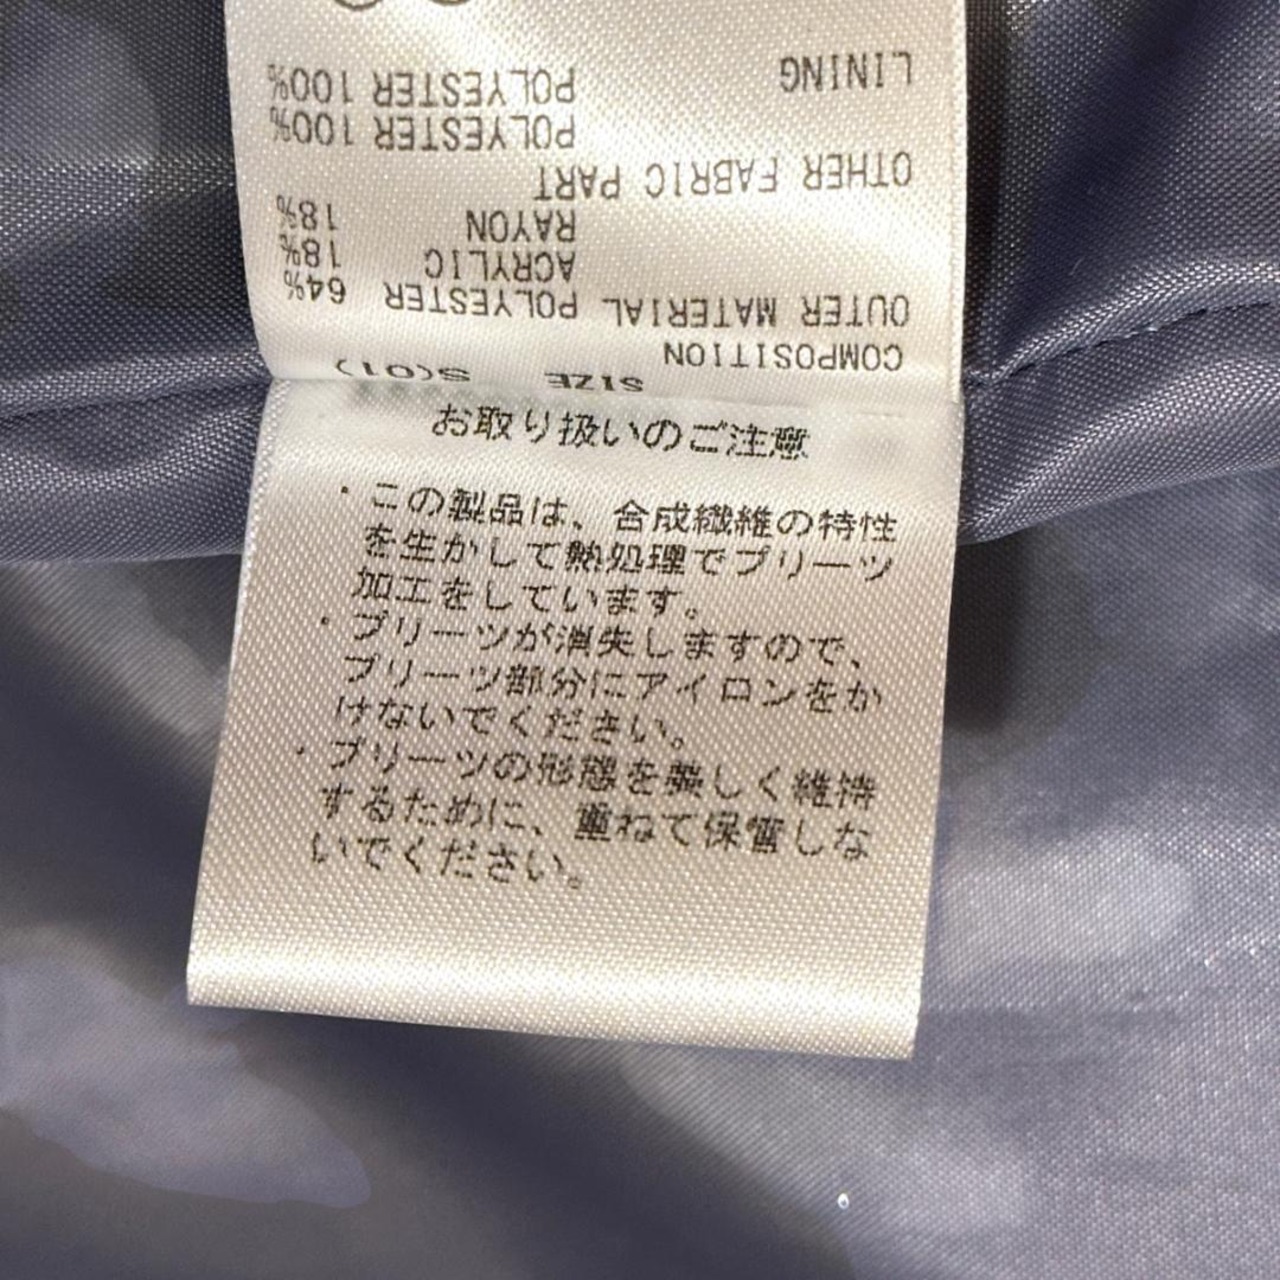 SIZE S(01)
COMPOSITION
OUTER MATERIAL POLYESTER 64%
ACRYLIC 18%
RAYON 18%
OTHER FABRIC PART
POLYESTER 100%
LINING POLYESTER 100%
お取り扱いのご注意
・この製品は、合成繊維の特性
を生かして熱処理でプリーツ
加工をしています。
・プリーツが消失しますので、
プリーツ部分にアイロンをか
けないでください。
・プリーツの形態を美しく維持
するために、重ねて保管しな
いでください。